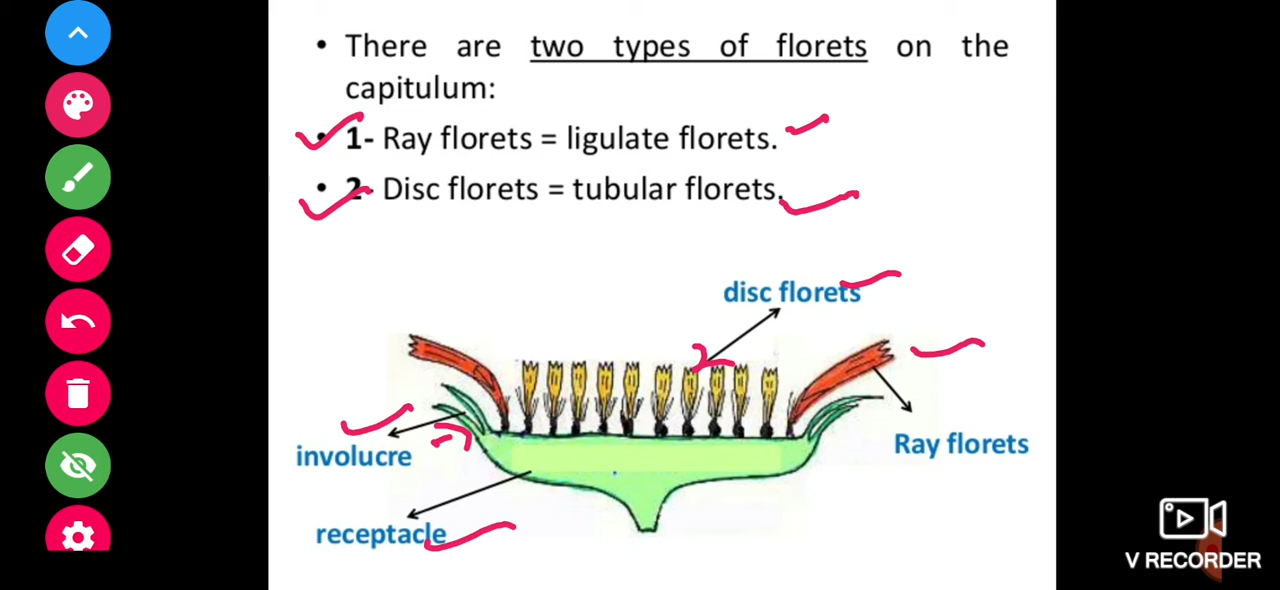 • There are two types of florets on the
capitulum:
• 1- Ray florets = ligulate florets.
• 2- Disc florets = tubular florets.
disc florets
Ray florets
involucre
receptacle
V RECORDER